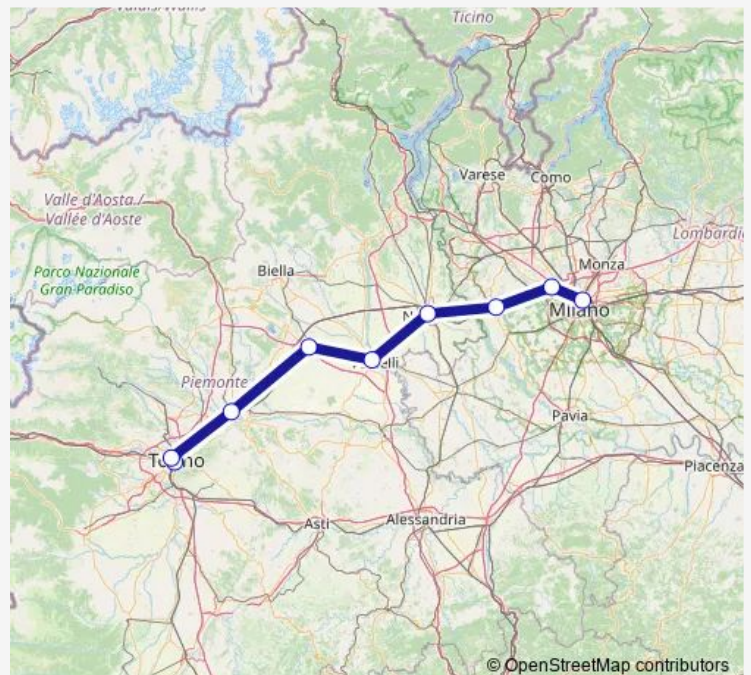 Ticino
Varese
Como
Valle d'Aosta /
Vallée d'Aoste
Lombardi
Parco Nazionale
Gran Paradiso
Biella
Monza
Milano
Piemonte
Pavia
Piacenza
Asti
Alessandria
© OpenStreetMap contributors